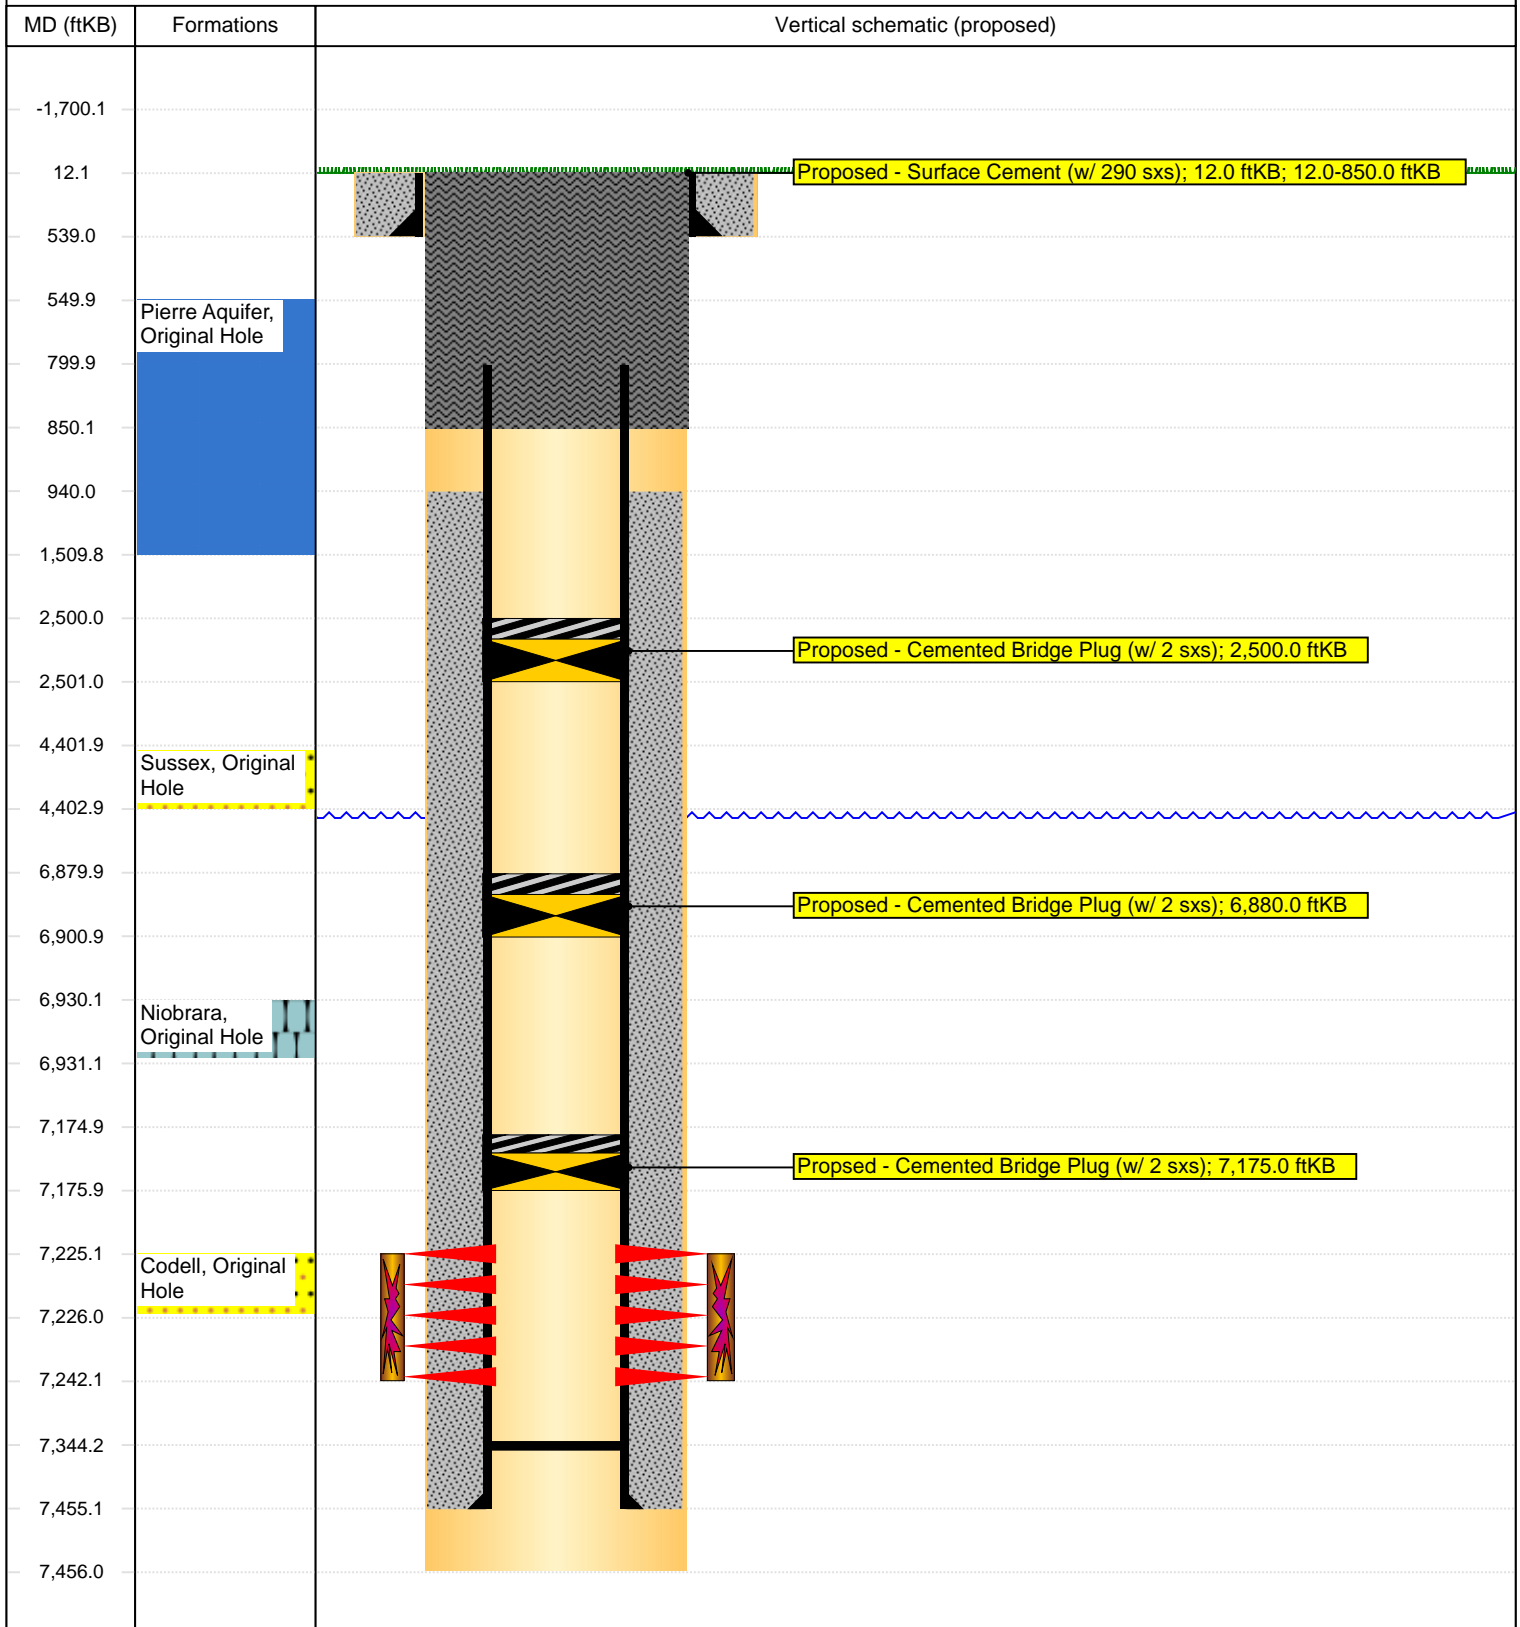 MD (ftKB) Formations Vertical schematic (proposed)
-1,700.1
12.1
Proposed - Surface Cement (w/ 290 sxs); 12.0 ftKB; 12.0-850.0 ftKB
539.0
549.9
Pierre Aquifer,
Original Hole
799.9
850.1
940.0
1,509.8
2,500.0
Proposed - Cemented Bridge Plug (w/ 2 sxs); 2,500.0 ftKB
2,501.0
4,401.9
Sussex, Original
Hole
4,402.9
6,879.9
Proposed - Cemented Bridge Plug (w/ 2 sxs); 6,880.0 ftKB
6,900.9
6,930.1
Niobrara,
Original Hole
6,931.1
7,174.9
Propsed - Cemented Bridge Plug (w/ 2 sxs); 7,175.0 ftKB
7,175.9
7,225.1
Codell, Original
Hole
7,226.0
7,242.1
7,344.2
7,455.1
7,456.0